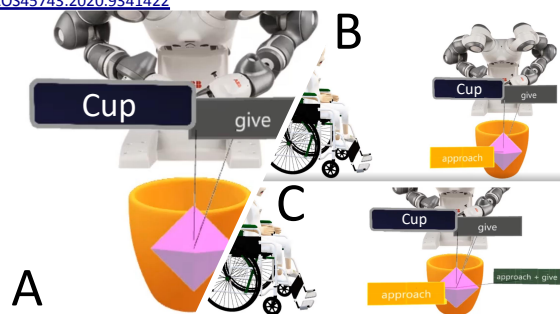 OS45743.2020.9341422
Cup
give
A
B
Cup
give
approach
C
Cup
give
approach + give
approach